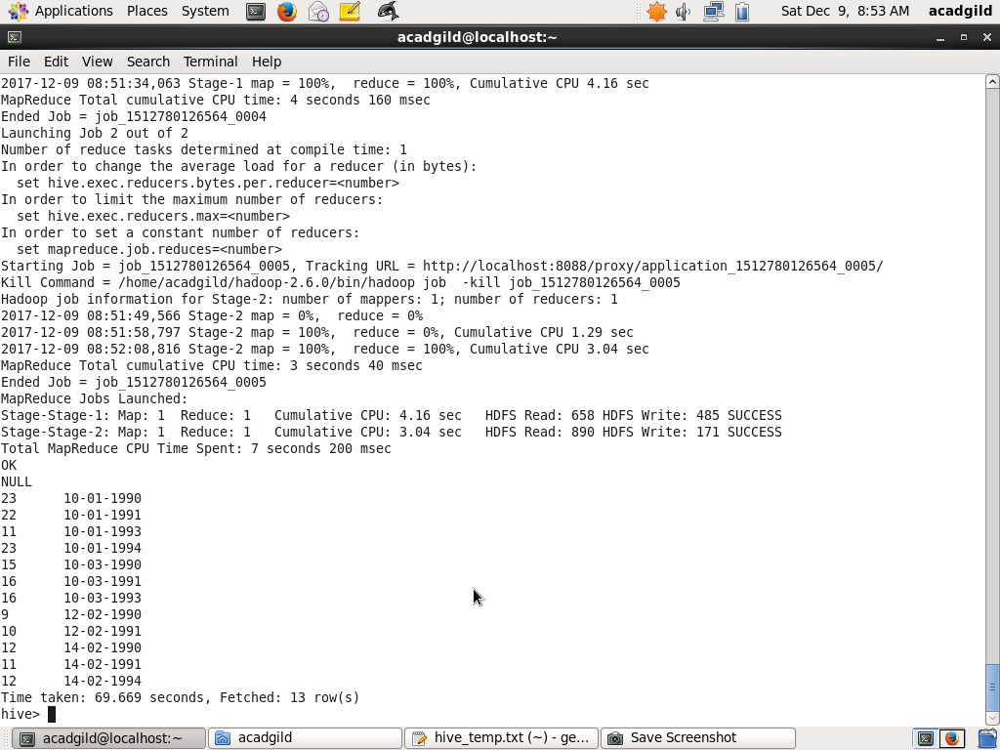 Applications Places System Sat Dec 9, 8:53 AM acadgild
acadgild@localhost:~
File Edit View Search Terminal Help
2017-12-09 08:51:34,063 Stage-1 map = 100%,  reduce = 100%, Cumulative CPU 4.16 sec
MapReduce Total cumulative CPU time: 4 seconds 160 msec
Ended Job = job_1512780126564_0004
Launching Job 2 out of 2
Number of reduce tasks determined at compile time: 1
In order to change the average load for a reducer (in bytes):
  set hive.exec.reducers.bytes.per.reducer=<number>
In order to limit the maximum number of reducers:
  set hive.exec.reducers.max=<number>
In order to set a constant number of reducers:
  set mapreduce.job.reduces=<number>
Starting Job = job_1512780126564_0005, Tracking URL = http://localhost:8088/proxy/application_1512780126564_0005/
Kill Command = /home/acadgild/hadoop-2.6.0/bin/hadoop job  -kill job_1512780126564_0005
Hadoop job information for Stage-2: number of mappers: 1; number of reducers: 1
2017-12-09 08:51:49,566 Stage-2 map = 0%,  reduce = 0%
2017-12-09 08:51:58,797 Stage-2 map = 100%,  reduce = 0%, Cumulative CPU 1.29 sec
2017-12-09 08:52:08,816 Stage-2 map = 100%,  reduce = 100%, Cumulative CPU 3.04 sec
MapReduce Total cumulative CPU time: 3 seconds 40 msec
Ended Job = job_1512780126564_0005
MapReduce Jobs Launched:
Stage-Stage-1: Map: 1  Reduce: 1   Cumulative CPU: 4.16 sec   HDFS Read: 658 HDFS Write: 485 SUCCESS
Stage-Stage-2: Map: 1  Reduce: 1   Cumulative CPU: 3.04 sec   HDFS Read: 890 HDFS Write: 171 SUCCESS
Total MapReduce CPU Time Spent: 7 seconds 200 msec
OK
NULL
23      10-01-1990
22      10-01-1991
11      10-01-1993
23      10-01-1994
15      10-03-1990
16      10-03-1991
16      10-03-1993
9       12-02-1990
10      12-02-1991
12      14-02-1990
11      14-02-1991
12      14-02-1994
Time taken: 69.669 seconds, Fetched: 13 row(s)
hive>
acadgild@localhost:~ acadgild hive_temp.txt (~) - ge... Save Screenshot